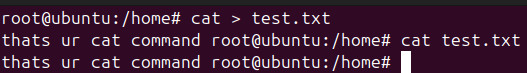 root@ubuntu:/home# cat > test.txt
thats ur cat command root@ubuntu:/home# cat test.txt
thats ur cat command root@ubuntu:/home#